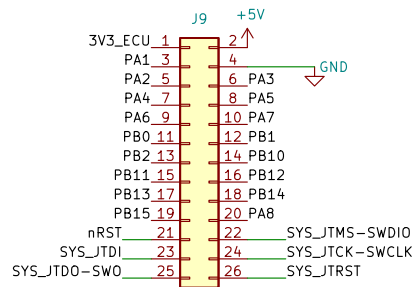 J9
+5V
3V3_ECU 1 2
PA1 3 4 GND
PA2 5 6 PA3
PA4 7 8 PA5
PA6 9 10 PA7
PB0 11 12 PB1
PB2 13 14 PB10
PB11 15 16 PB12
PB13 17 18 PB14
PB15 19 20 PA8
nRST 21 22 SYS_JTMS-SWDIO
SYS_JTDI 23 24 SYS_JTCK-SWCLK
SYS_JTDO-SWO 25 26 SYS_JTRST